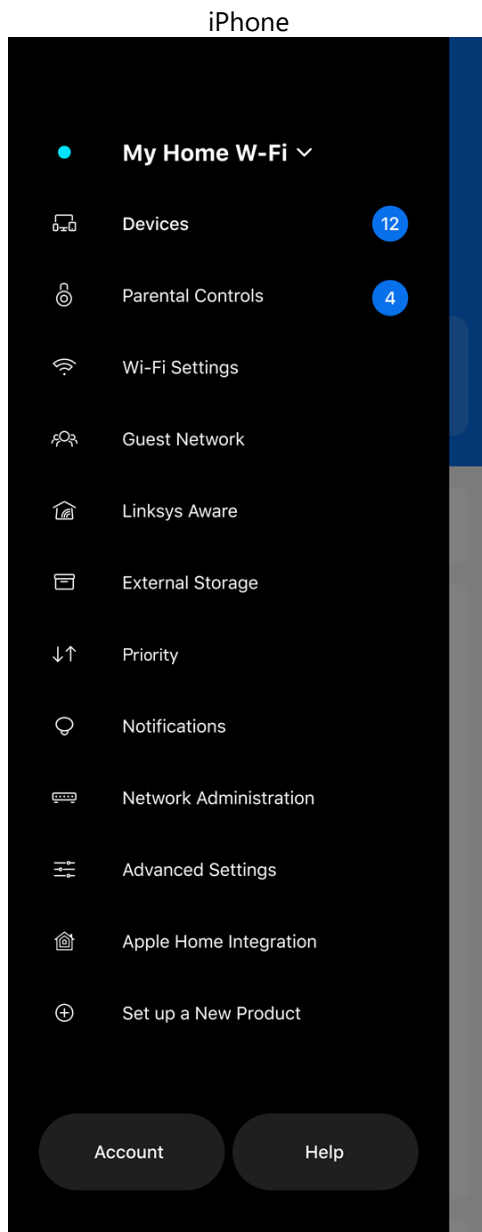 iPhone
My Home W-Fi
Devices 12
Parental Controls 4
Wi-Fi Settings
Guest Network
Linksys Aware
External Storage
Priority
Notifications
Network Administration
Advanced Settings
Apple Home Integration
Set up a New Product
Account Help